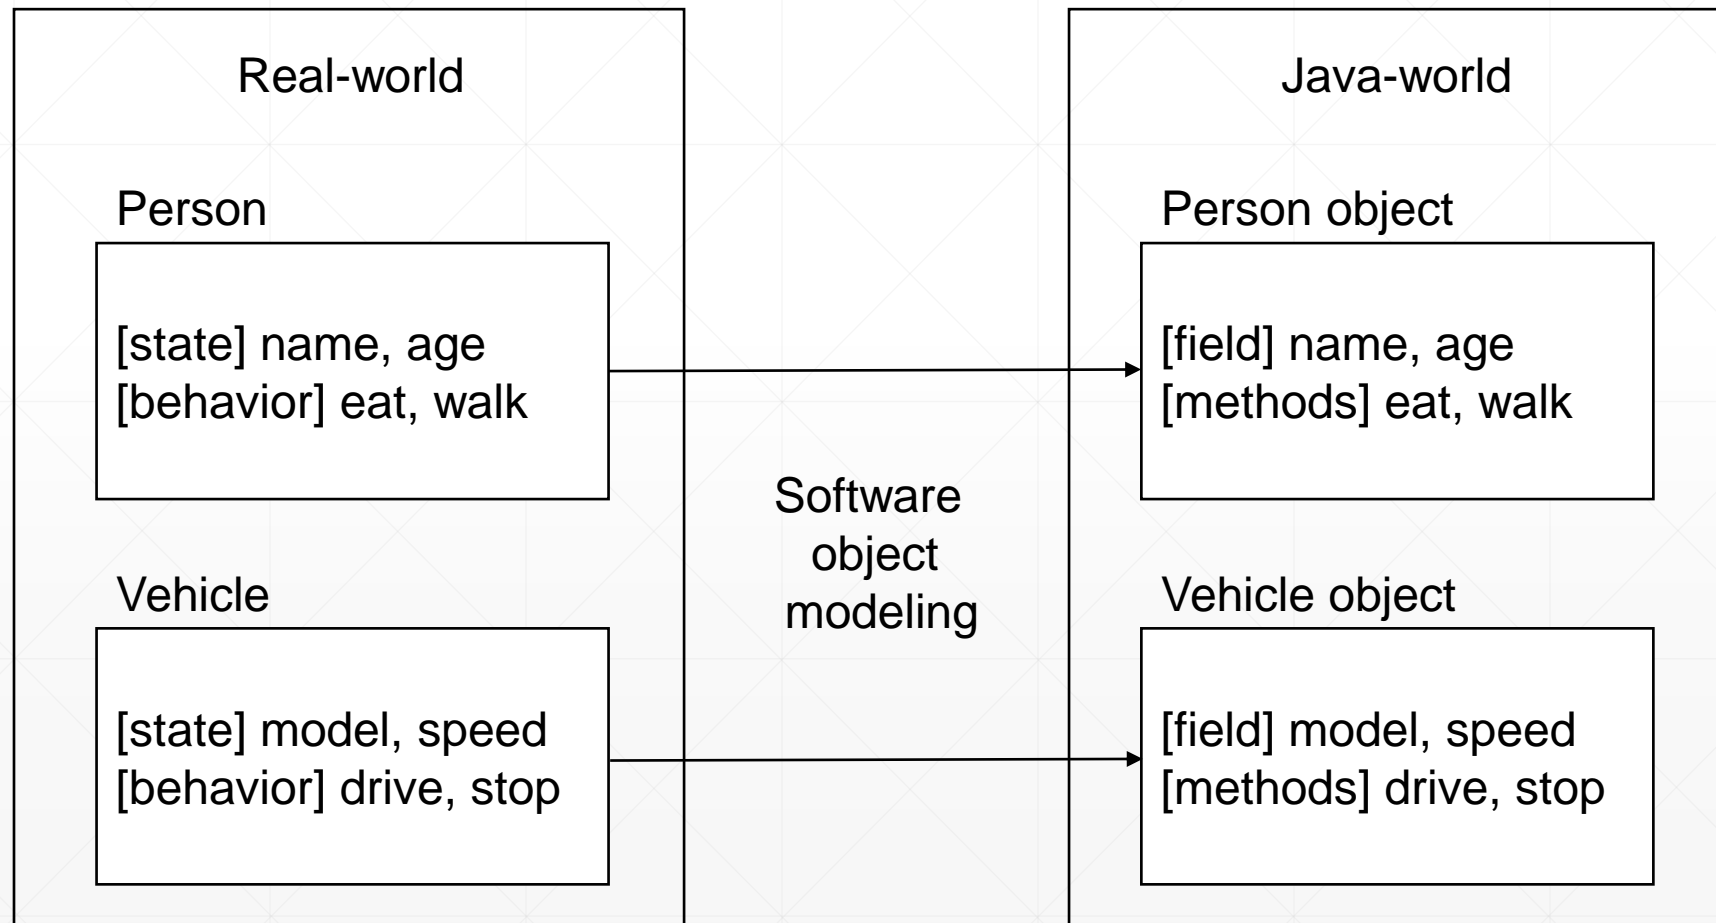 Real-world
Person
[state] name, age
[behavior] eat, walk
Vehicle
[state] model, speed
[behavior] drive, stop
Software
object
modeling
Java-world
Person object
[field] name, age
[methods] eat, walk
Vehicle object
[field] model, speed
[methods] drive, stop